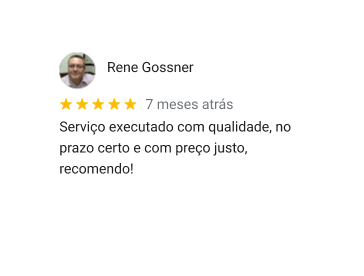 Rene Gossner
7 meses atrás
Serviço executado com qualidade, no
prazo certo e com preço justo,
recomendo!